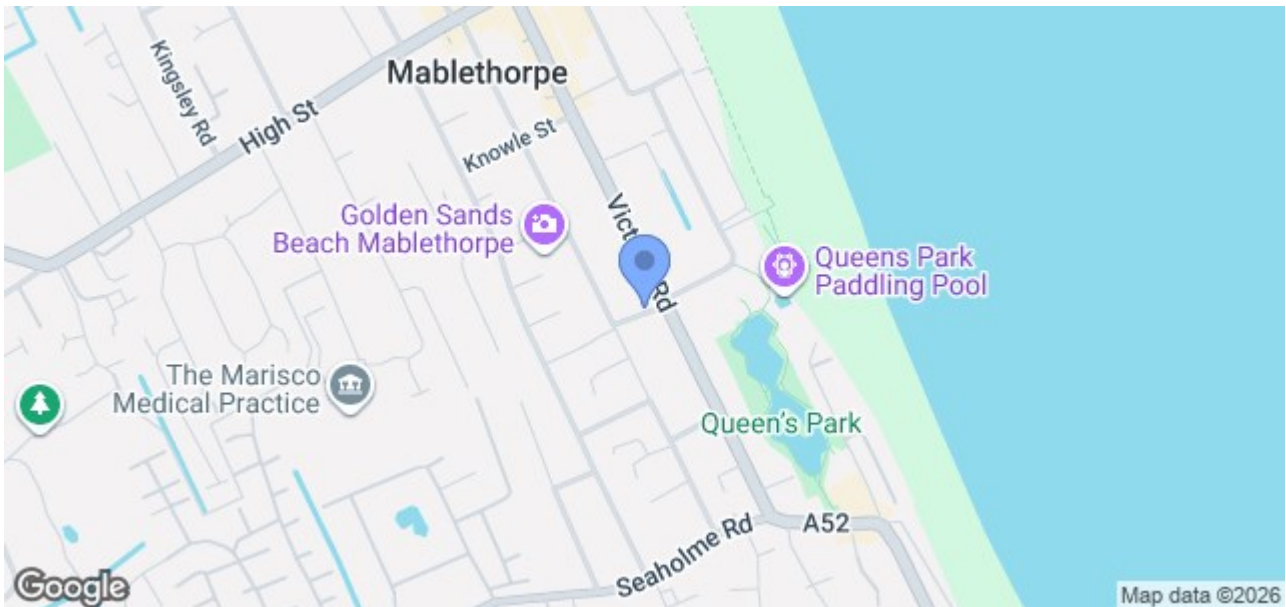 Kingsley Rd
High St
Mablethorpe
Knowle St
Golden Sands
Beach Mablethorpe
Rd
Queens Park
Paddling Pool
The Marisco
Medical Practice
Queen's Park
Seaholme Rd
A52
Google
Map data ©2026